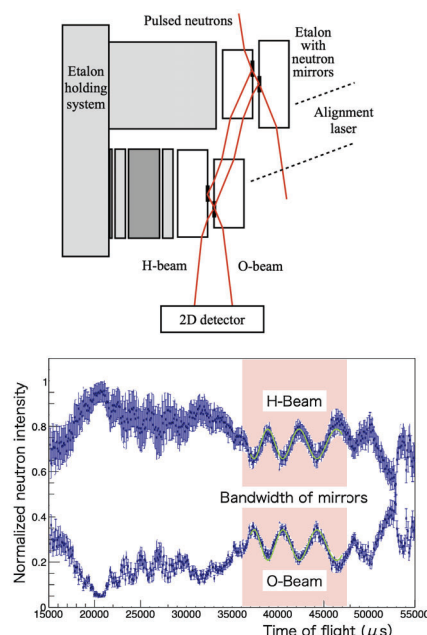 Pulsed neutrons
Etalon
with
neutron
mirrors
Etalon
holding
system
Alignment
laser
H-beam
O-beam
2D detector
Normalized neutron intensity
1
0.8
0.6
0.4
0.2
0
H-Beam
Bandwidth of mirrors
O-Beam
15000
20000
25000
30000
35000
40000
45000
50000
55000
Time of flight (μs)